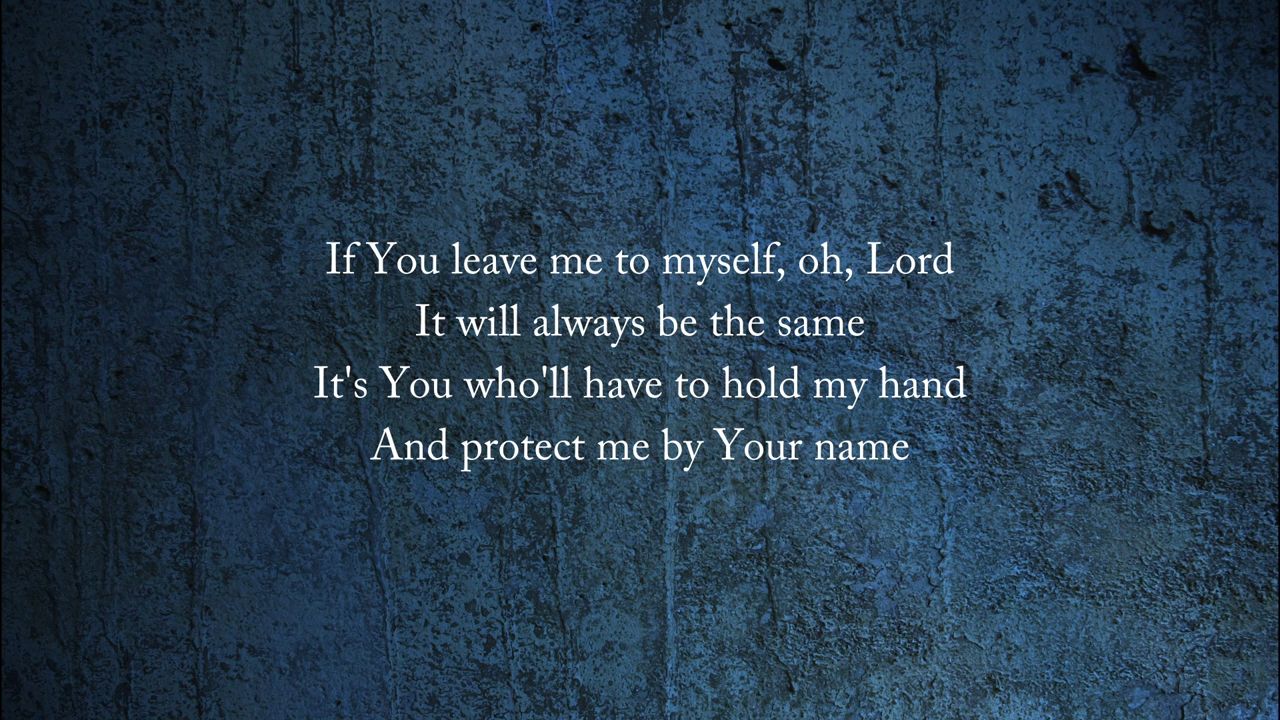 If You leave me to myself, oh, Lord
It will always be the same
It's You who'll have to hold my hand
And protect me by Your name